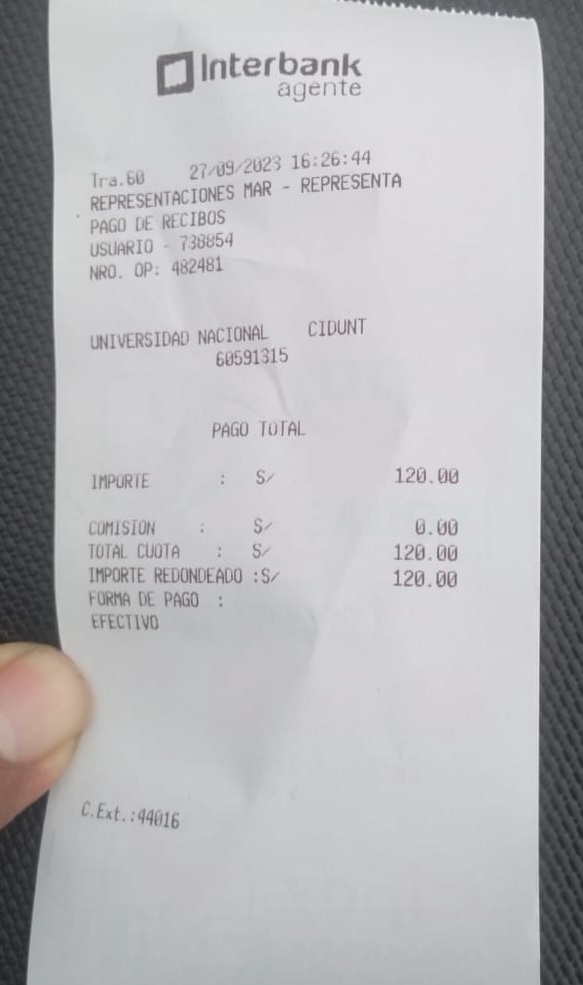 Interbank
agente
Tra.60 27/09/2023 16:26:44
REPRESENTACIONES MAR - REPRESENTA
PAGO DE RECIBOS
USUARIO - 738854
NRO. OP: 482481
UNIVERSIDAD NACIONAL CIDUNT
60591315
PAGO TOTAL
IMPORTE : S/ 120.00
COMISION : S/ 0.00
TOTAL CUOTA : S/ 120.00
IMPORTE REDONDEADO :S/ 120.00
FORMA DE PAGO :
EFECTIVO
C.Ext.:44016